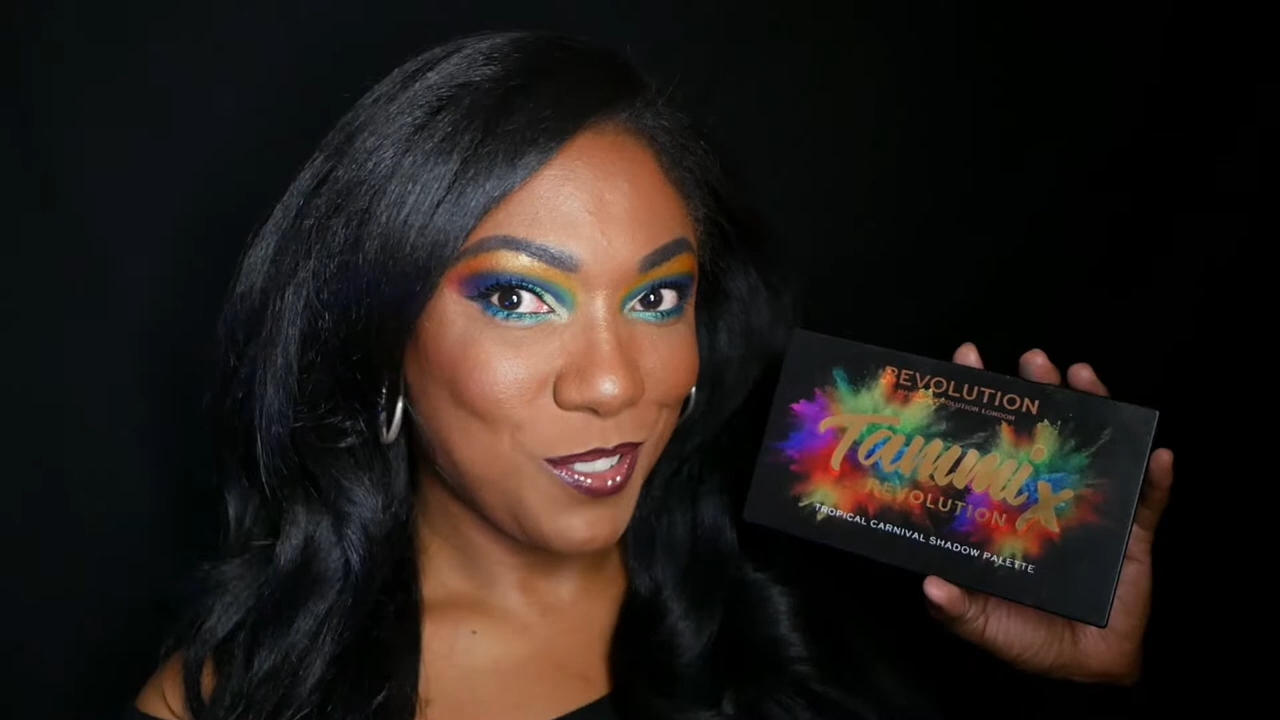 REVOLUTION
Tammi
REVOLUTION x
TROPICAL CARNIVAL SHADOW PALETTE